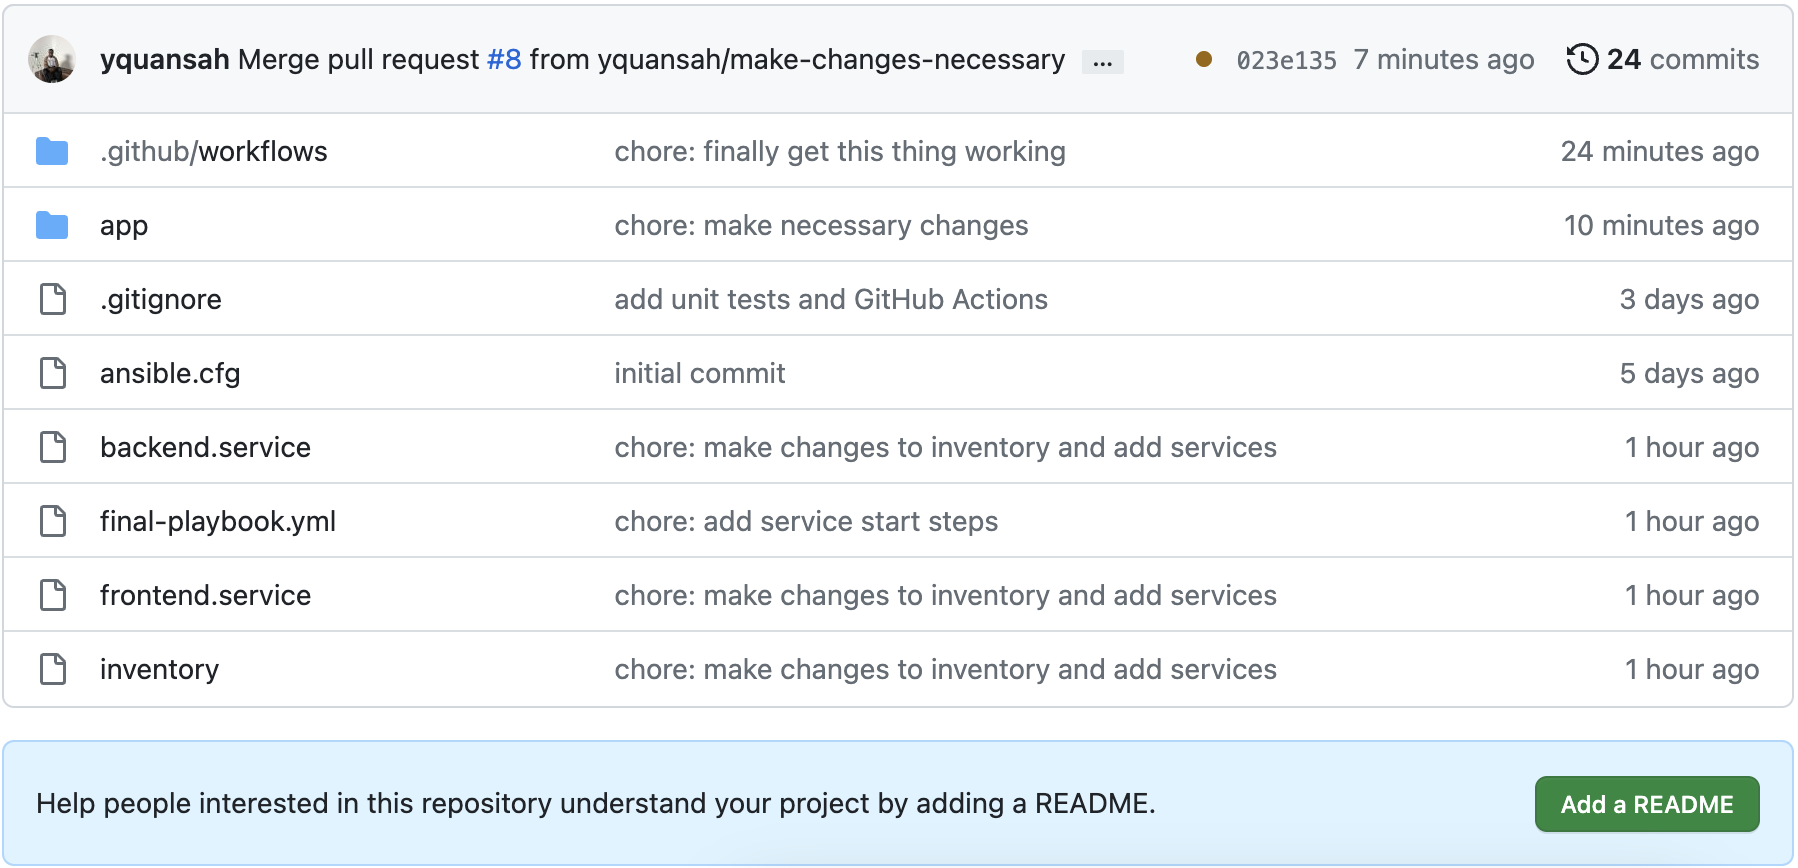 yquansah Merge pull request #8 from yquansah/make-changes-necessary ... 023e135 7 minutes ago 24 commits
.github/workflows chore: finally get this thing working 24 minutes ago
app chore: make necessary changes 10 minutes ago
.gitignore add unit tests and GitHub Actions 3 days ago
ansible.cfg initial commit 5 days ago
backend.service chore: make changes to inventory and add services 1 hour ago
final-playbook.yml chore: add service start steps 1 hour ago
frontend.service chore: make changes to inventory and add services 1 hour ago
inventory chore: make changes to inventory and add services 1 hour ago
Help people interested in this repository understand your project by adding a README. Add a README